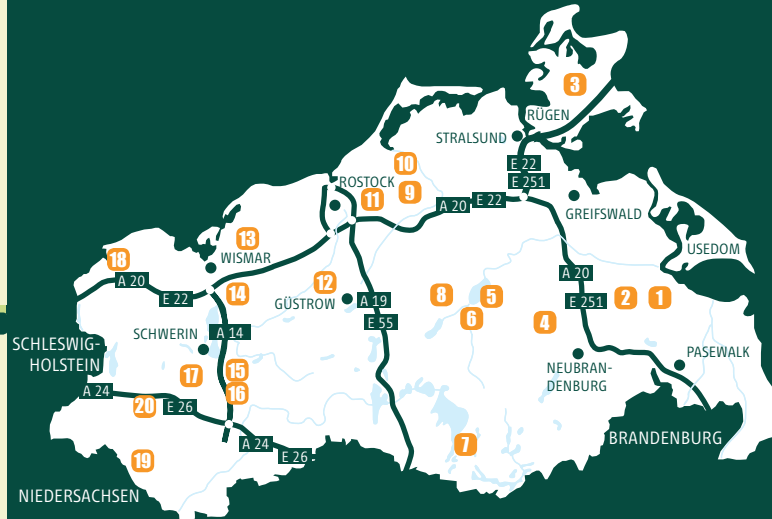 3
RÜGEN
STRALSUND
10
E 22
ROSTOCK
E 251
9
11
A 20
E 22
GREIFSWALD
13
WISMAR
USEDOM
18
A 20
A 20
12
8
5
2
1
E 22
14
GÜSTROW
A 19
E 251
6
E 55
4
SCHWERIN
A 14
SCHLESWIG-
HOLSTEIN
NEUBRAN-
DENBURG
PASEWALK
17
15
A 24
16
20
E 26
BRANDENBURG
A 24
7
E 26
19
NIEDERSACHSEN